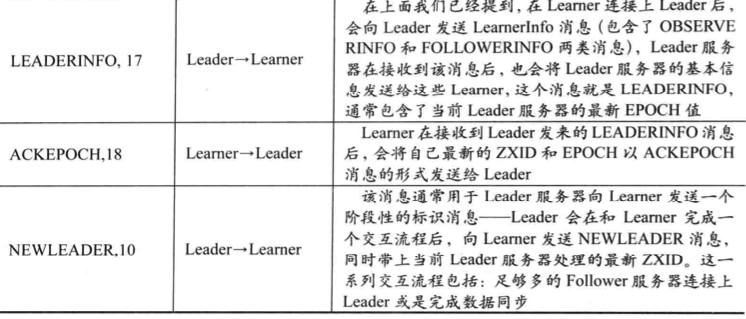 在上面我们已经提到，在 Learner 连接上 Leader 后，
会向 Leader 发送 LearnerInfo 消息（包含了 OBSERVE
RINFO 和 FOLLOWERINFO 两类消息），Leader 服务
器在接收到该消息后，也会将 Leader 服务器的基本信
息发送给这些 Learner，这个消息就是 LEADERINFO，
通常包含了当前 Leader 服务器的最新 EPOCH 值
LEADERINFO, 17
Leader→Learner
Learner 在接收到 Leader 发来的 LEADERINFO 消息
后，会将自己最新的 ZXID 和 EPOCH 以 ACKEPOCH
消息的形式发送给 Leader
ACKEPOCH,18
Learner→Leader
该消息通常用于 Leader 服务器向 Learner 发送一个
阶段性的标识消息——Leader 会在和 Learner 完成一
个交互流程后，向 Learner 发送 NEWLEADER 消息，
同时带上当前 Leader 服务器处理的最新 ZXID。这一
系列交互流程包括：足够多的 Follower 服务器连接上
Leader 或是完成数据同步
NEWLEADER,10
Leader→Learner